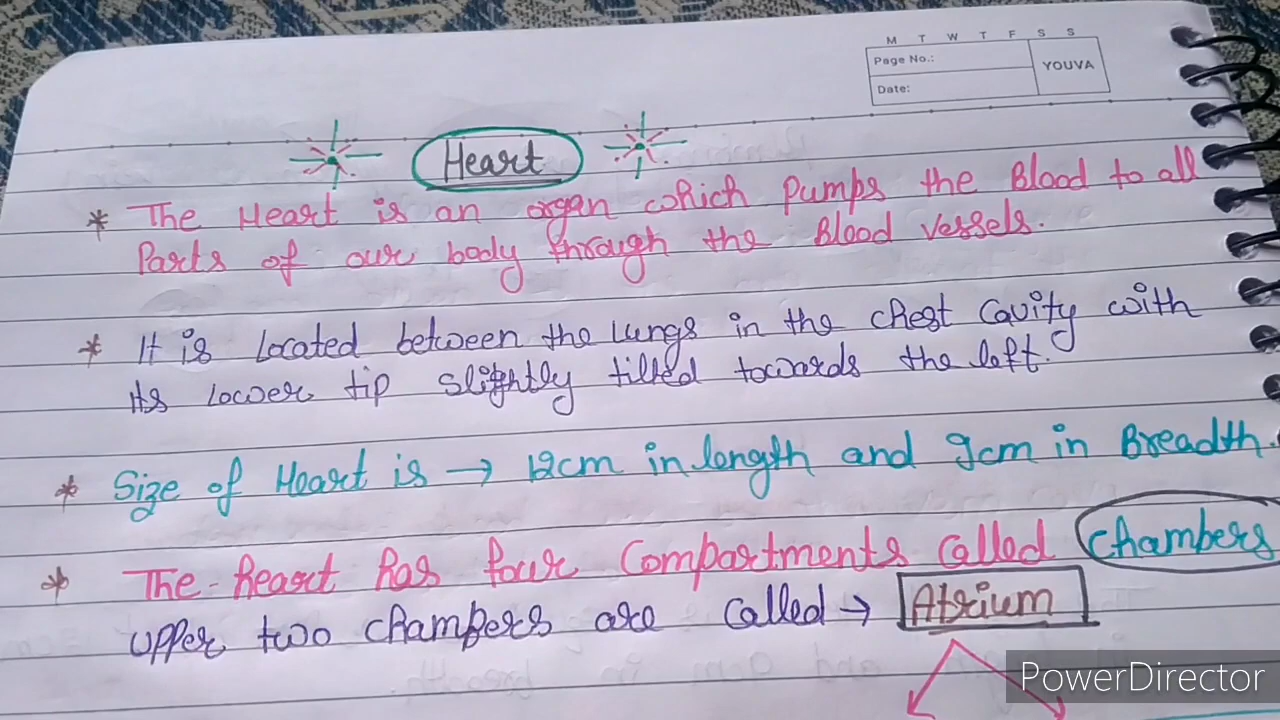 M T W T F S S
Page No.:
YOUVA
Date:
Heart
* The Heart is an organ which Pumps the Blood to all
Parts of our body through the Blood vessels.
* It is Located between the lungs in the chest Cavity with
its lower tip slightly tilted towards the left.
* Size of Heart is → 12cm in length and 9cm in Breadth.
* The Heart has four Compartments Called Chambers
upper two chambers are called → Atrium
PowerDirector